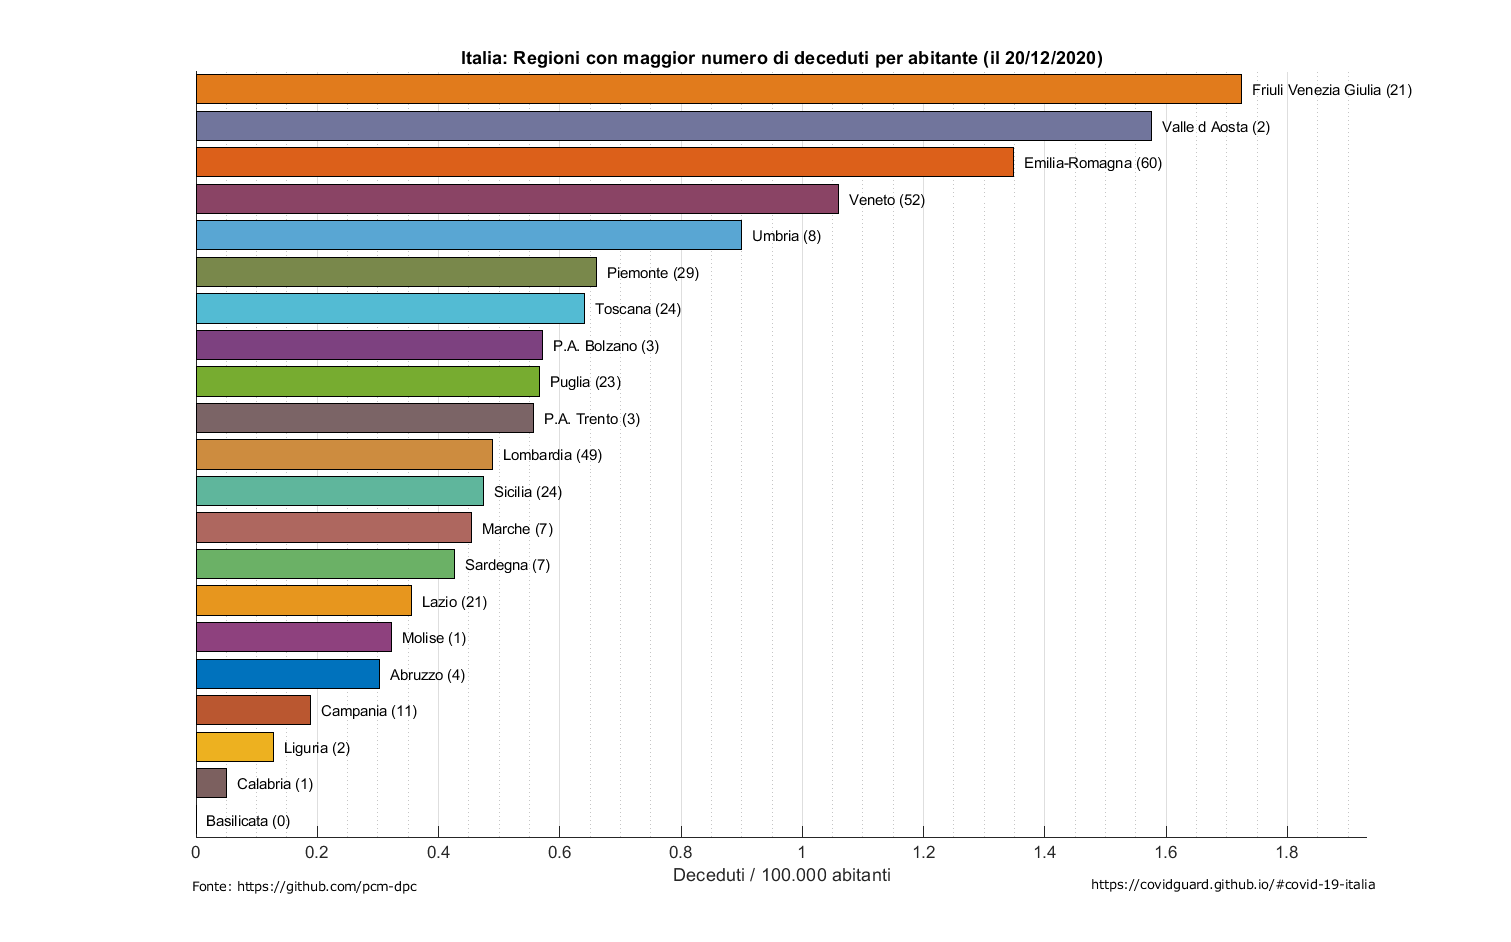 Italia: Regioni con maggior numero di deceduti per abitante (il 20/12/2020)
Friuli Venezia Giulia (21)
Valle d Aosta (2)
Emilia-Romagna (60)
Veneto (52)
Umbria (8)
Piemonte (29)
Toscana (24)
P.A. Bolzano (3)
Puglia (23)
P.A. Trento (3)
Lombardia (49)
Sicilia (24)
Marche (7)
Sardegna (7)
Lazio (21)
Molise (1)
Abruzzo (4)
Campania (11)
Liguria (2)
Calabria (1)
Basilicata (0)
0 0.2 0.4 0.6 0.8 1 1.2 1.4 1.6 1.8
Deceduti / 100.000 abitanti
Fonte: https://github.com/pcm-dpc
https://covidguard.github.io/#covid-19-italia